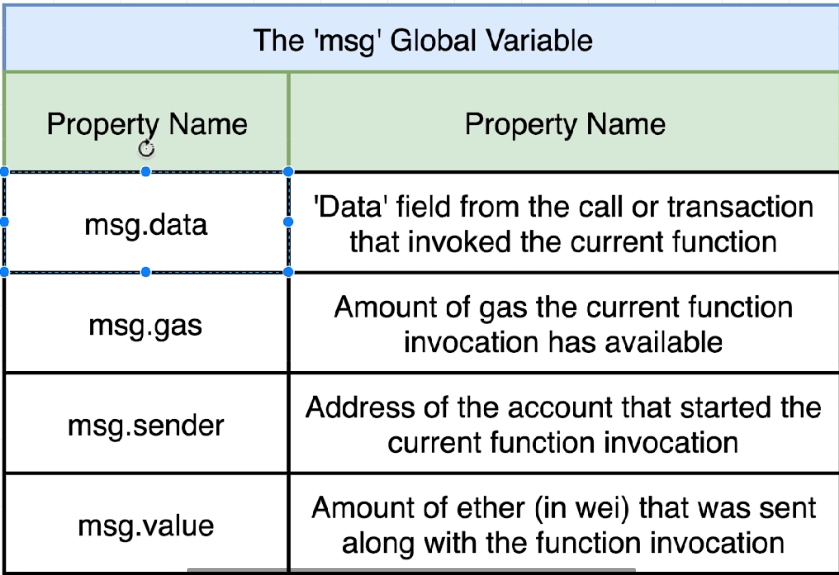 The 'msg' Global Variable
Property Name
Property Name
msg.data
'Data' field from the call or transaction
that invoked the current function
msg.gas
Amount of gas the current function
invocation has available
msg.sender
Address of the account that started the
current function invocation
msg.value
Amount of ether (in wei) that was sent
along with the function invocation